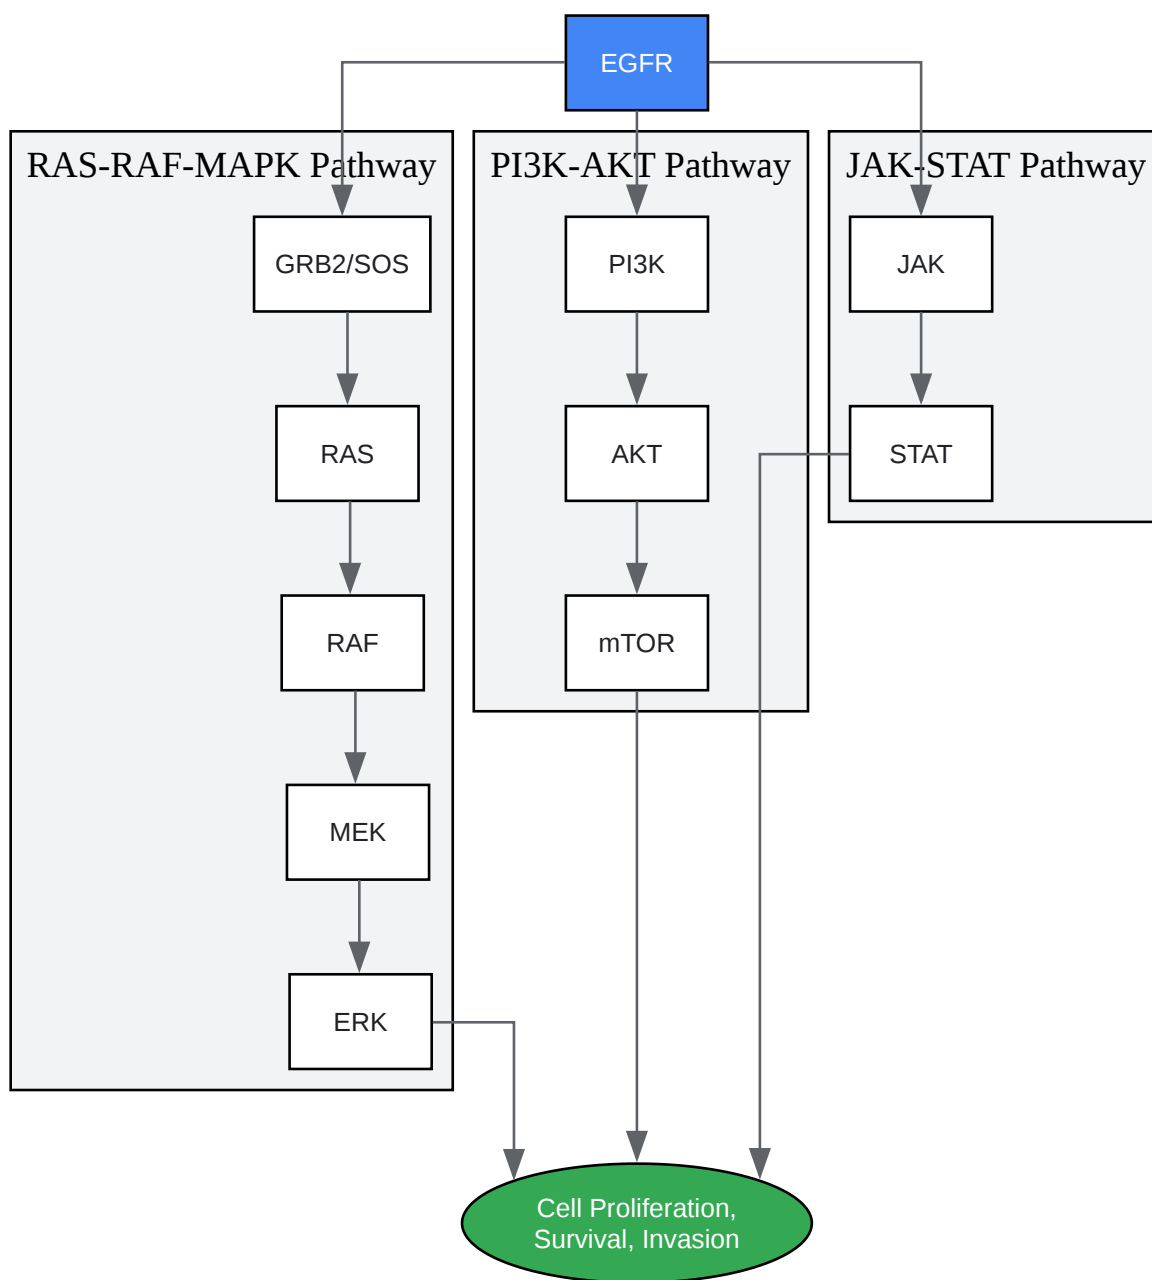 EGFR
RAS-RAF-MAPK Pathway
PI3K-AKT Pathway
JAK-STAT Pathway
GRB2/SOS
PI3K
JAK
RAS
AKT
STAT
RAF
mTOR
MEK
ERK
Cell Proliferation,
Survival, Invasion